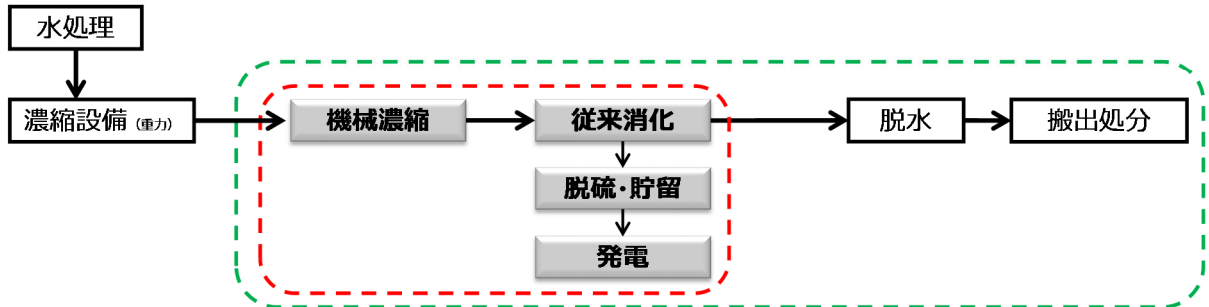 水処理
濃縮設備（重力）
機械濃縮
従来消化
脱水
搬出処分
脱硫・貯留
発電